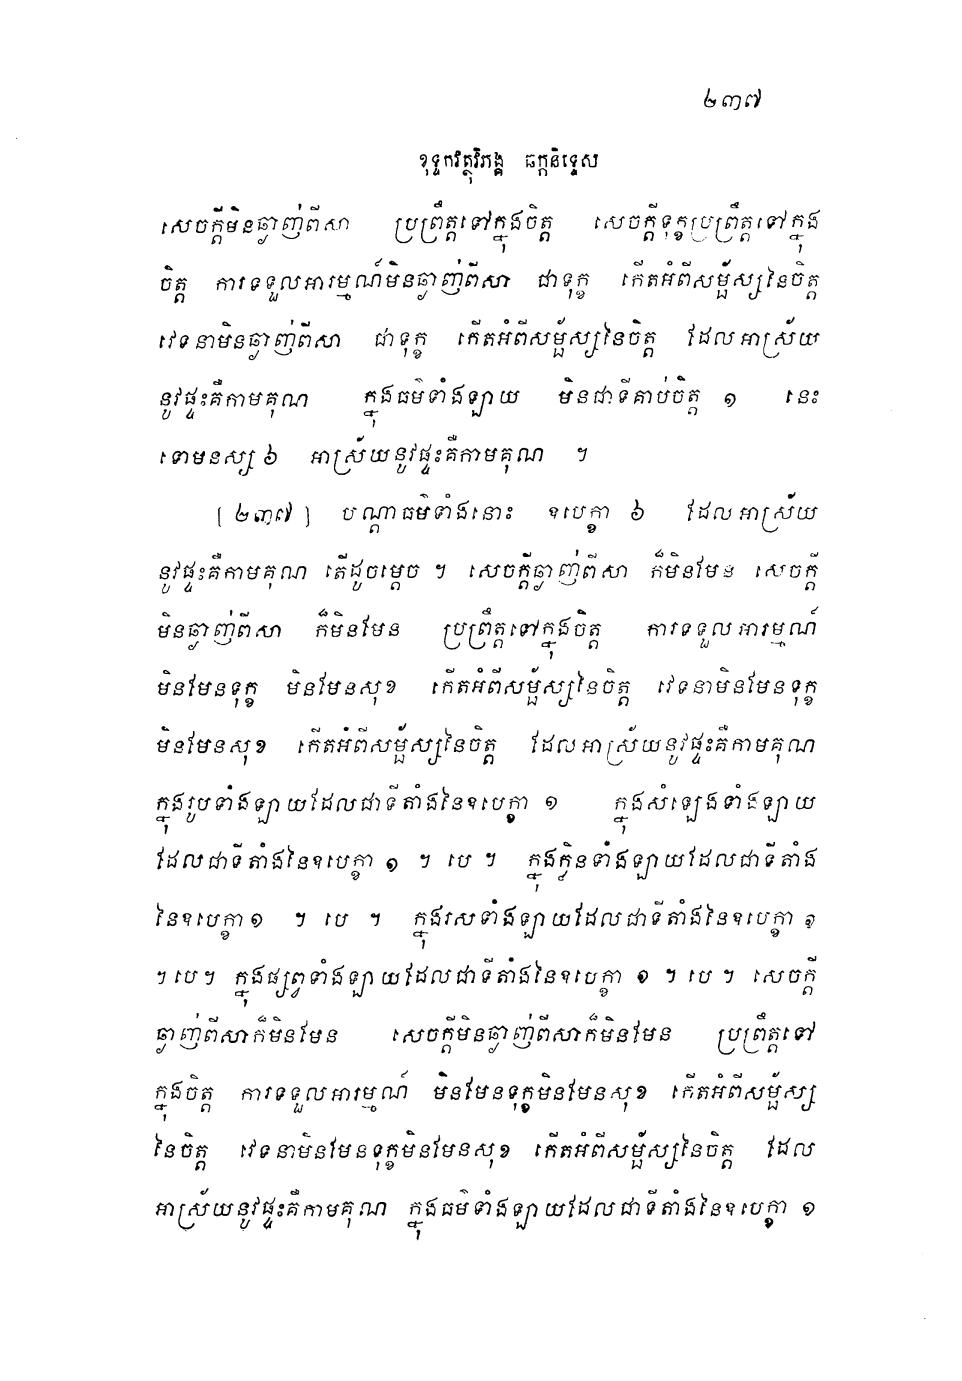 ២៣៧
ខុទ្ទកវត្ថុវិភង្គ ឆក្កនិទ្ទេស
សេចក្តីមិនឆ្ងាញ់ពីសា ប្រព្រឹត្តទៅក្នុងចិត្ត សេចក្តីទុក្ខប្រព្រឹត្តទៅក្នុង
ចិត្ត ការទទួលអារម្មណ៍មិនឆ្ងាញ់ពីសា ជាទុក្ខ កើតអំពីសម្ផ័ស្សនៃចិត្ត
វេទនាមិនឆ្ងាញ់ពីសា ជាទុក្ខ កើតអំពីសម្ផ័ស្សនៃចិត្ត ដែលអាស្រ័យ
នូវផ្ទះគឺកាមគុណ ក្នុងធម៌ទាំងឡាយ មិនជាទីគាប់ចិត្ត ១ នេះ
ទោមនស្ស ៦ អាស្រ័យនូវផ្ទះគឺកាមគុណ ។
[២៣៧] បណ្តាធម៌ទាំងនោះ ឧបេក្ខា ៦ ដែលអាស្រ័យ
នូវផ្ទះគឺកាមគុណ តើដូចម្តេច ។ សេចក្តីឆ្ងាញ់ពីសា ក៏មិនមែន សេចក្តី
មិនឆ្ងាញ់ពីសា ក៏មិនមែន ប្រព្រឹត្តទៅក្នុងចិត្ត ការទទួលអារម្មណ៍
មិនមែនទុក្ខ មិនមែនសុខ កើតអំពីសម្ផ័ស្សនៃចិត្ត វេទនាមិនមែនទុក្ខ
មិនមែនសុខ កើតអំពីសម្ផ័ស្សនៃចិត្ត ដែលអាស្រ័យនូវផ្ទះគឺកាមគុណ
ក្នុងរូបទាំងឡាយដែលជាទីតាំងនៃឧបេក្ខា ១ ក្នុងសំឡេងទាំងឡាយ
ដែលជាទីតាំងនៃឧបេក្ខា ១ ។ បេ ។ ក្នុងក្លិនទាំងឡាយដែលជាទីតាំង
នៃឧបេក្ខា ១ ។ បេ ។ ក្នុងរសទាំងឡាយដែលជាទីតាំងនៃឧបេក្ខា ១
។ បេ ។ ក្នុងផ្សព្វទាំងឡាយដែលជាទីតាំងនៃឧបេក្ខា ១ ។ បេ ។ សេចក្តី
ឆ្ងាញ់ពីសាក៏មិនមែន សេចក្តីមិនឆ្ងាញ់ពីសាក៏មិនមែន ប្រព្រឹត្តទៅ
ក្នុងចិត្ត ការទទួលអារម្មណ៍ មិនមែនទុក្ខមិនមែនសុខ កើតអំពីសម្ផ័ស្ស
នៃចិត្ត វេទនាមិនមែនទុក្ខមិនមែនសុខ កើតអំពីសម្ផ័ស្សនៃចិត្ត ដែល
អាស្រ័យនូវផ្ទះគឺកាមគុណ ក្នុងធម៌ទាំងឡាយដែលជាទីតាំងនៃឧបេក្ខា ១